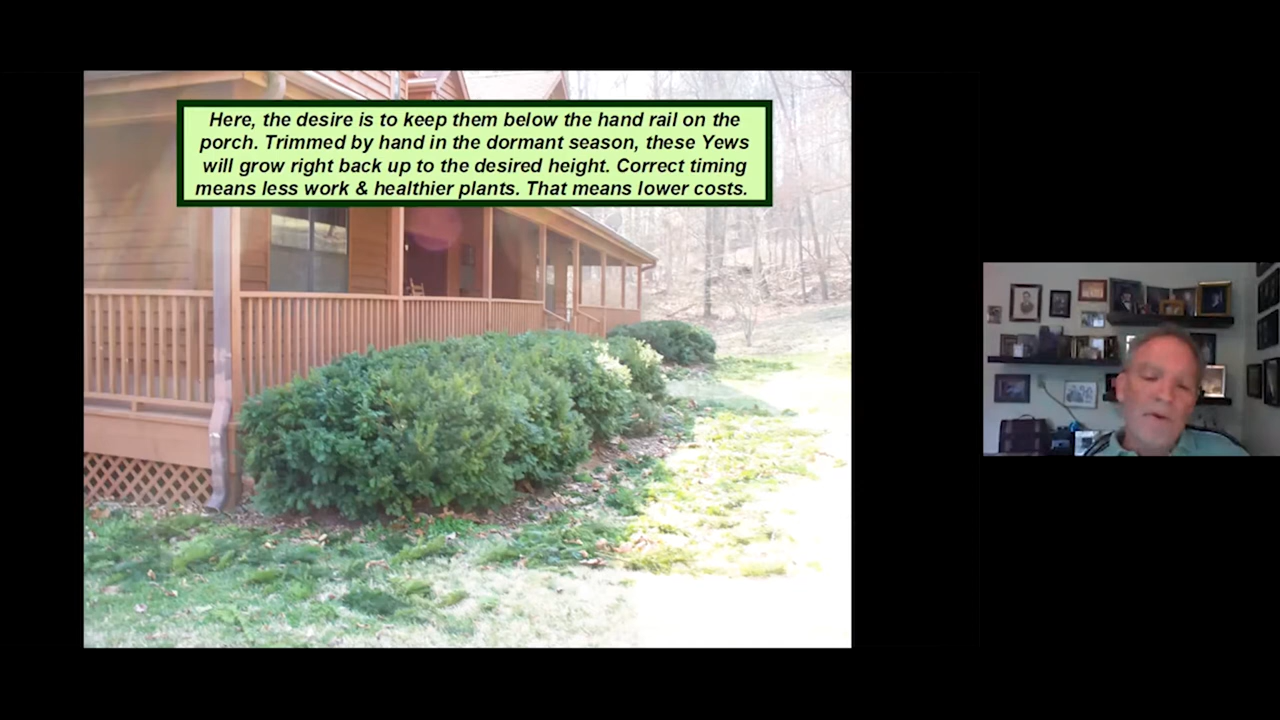 Here, the desire is to keep them below the hand rail on the
porch. Trimmed by hand in the dormant season, these Yews
will grow right back up to the desired height. Correct timing
means less work & healthier plants. That means lower costs.